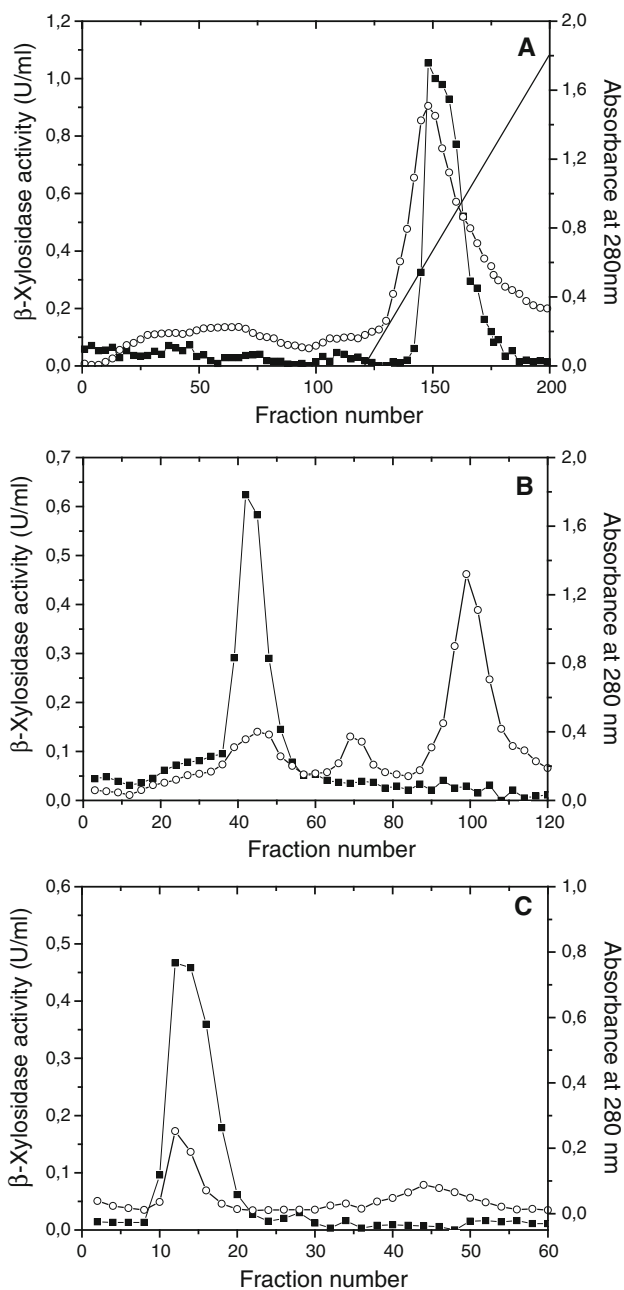 A
β-Xylosidase activity (U/ml)
1,2
1,0
0,8
0,6
0,4
0,2
0,0
2,0
1,6
1,2
0,8
0,4
0,0
Absorbance at 280nm
0 50 100 150 200
Fraction number
B
β-Xylosidase activity (U/ml)
0,7
0,6
0,5
0,4
0,3
0,2
0,1
0,0
2,0
1,6
1,2
0,8
0,4
0,0
Absorbance at 280 nm
0 20 40 60 80 100 120
Fraction number
C
β-Xylosidase activity (U/ml)
0,6
0,5
0,4
0,3
0,2
0,1
0,0
1,0
0,8
0,6
0,4
0,2
0,0
Absorbance at 280 nm
0 10 20 30 40 50 60
Fraction number